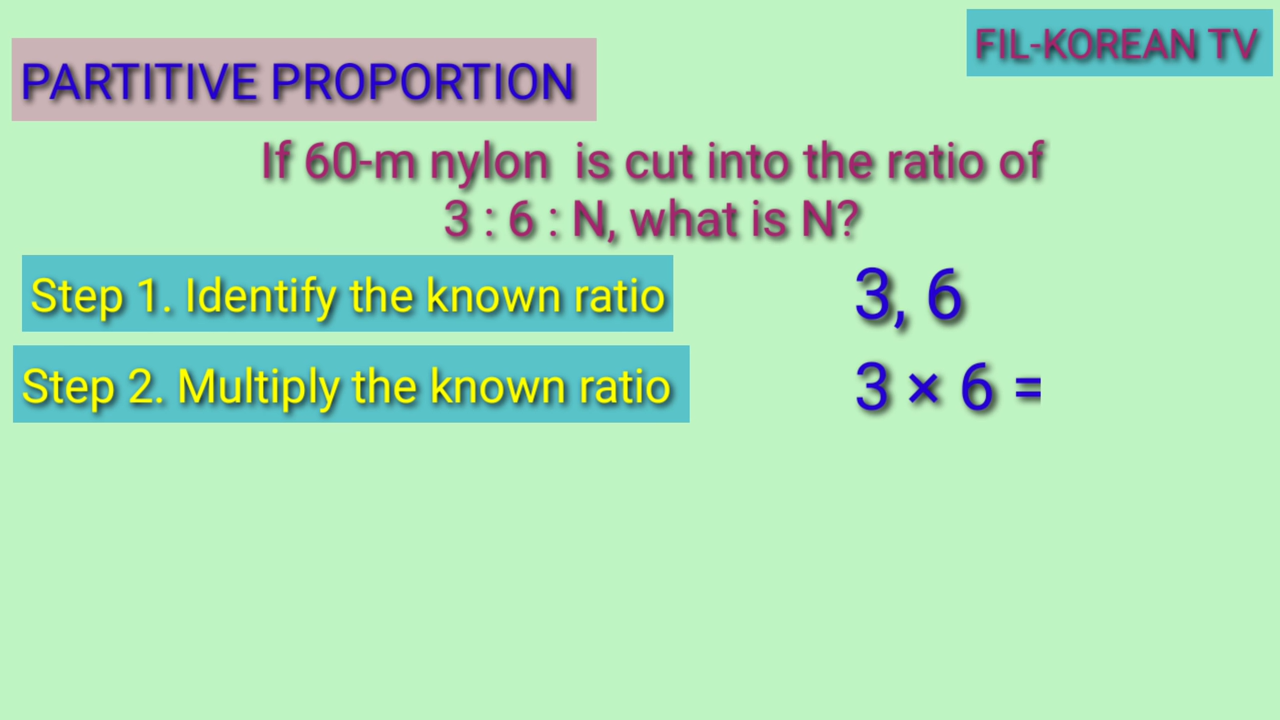 FIL-KOREAN TV
PARTITIVE PROPORTION
If 60-m nylon is cut into the ratio of
3 : 6 : N, what is N?
Step 1. Identify the known ratio
3, 6
Step 2. Multiply the known ratio
3 × 6 =